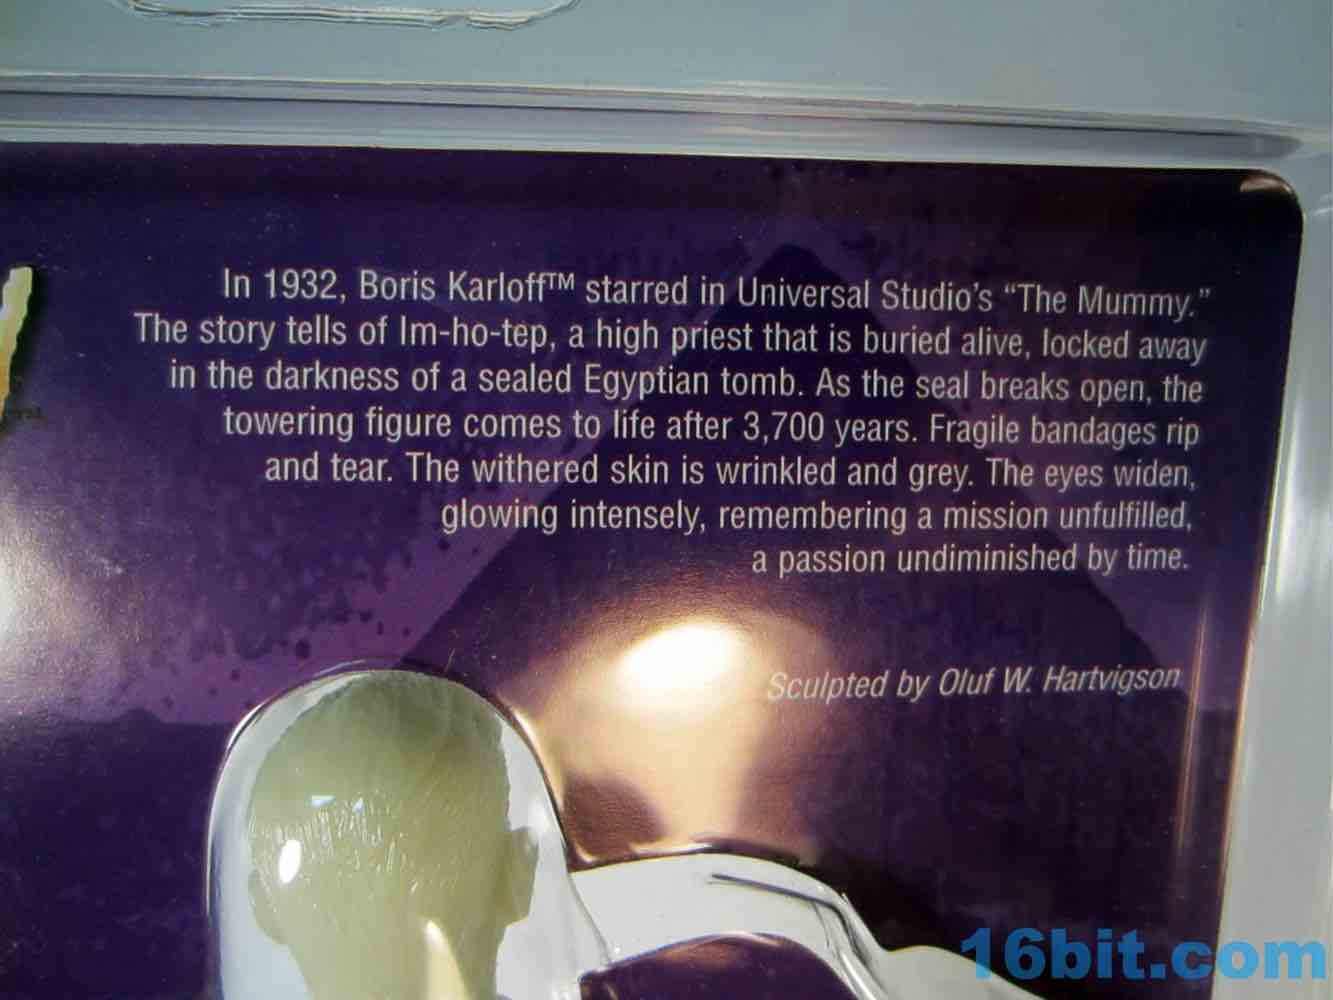 In 1932, Boris Karloff™ starred in Universal Studio's “The Mummy.”
The story tells of Im-ho-tep, a high priest that is buried alive, locked away
in the darkness of a sealed Egyptian tomb. As the seal breaks open, the
towering figure comes to life after 3,700 years. Fragile bandages rip
and tear. The withered skin is wrinkled and grey. The eyes widen,
glowing intensely, remembering a mission unfulfilled,
a passion undiminished by time.
Sculpted by Oluf W. Hartvigson
16bit.com